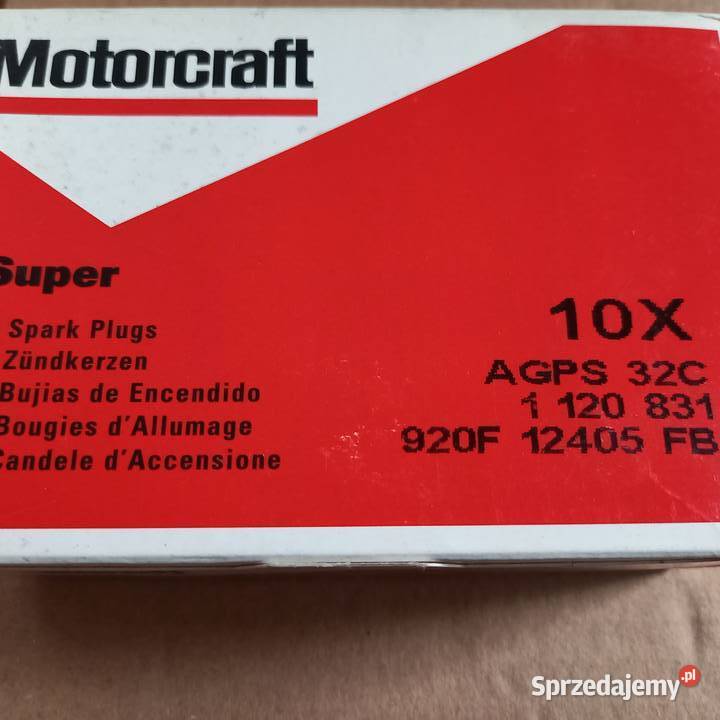 Motorcraft
Super
Spark Plugs
Zündkerzen
Bujias de Encendido
Bougies d'Allumage
Candele d'Accensione
10X
AGPS 32C
1 120 831
920F 12405 FB
Sprzedajemy.pl